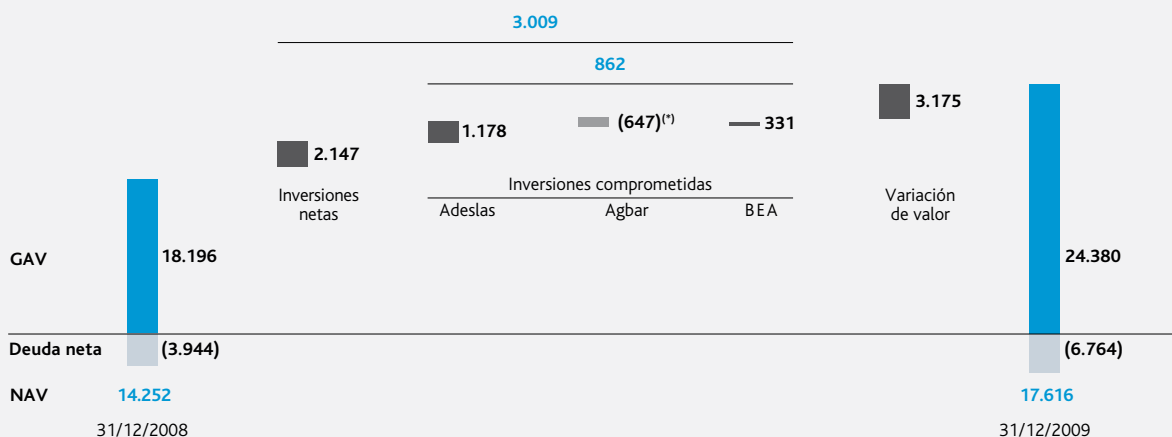 3.009
862
3.175
1.178
(647)(*)
331
2.147
Inversiones
netas
Inversiones comprometidas
Adeslas
Agbar
BEA
Variación
de valor
GAV
18.196
24.380
Deuda neta
(3.944)
(6.764)
NAV
14.252
17.616
31/12/2008
31/12/2009